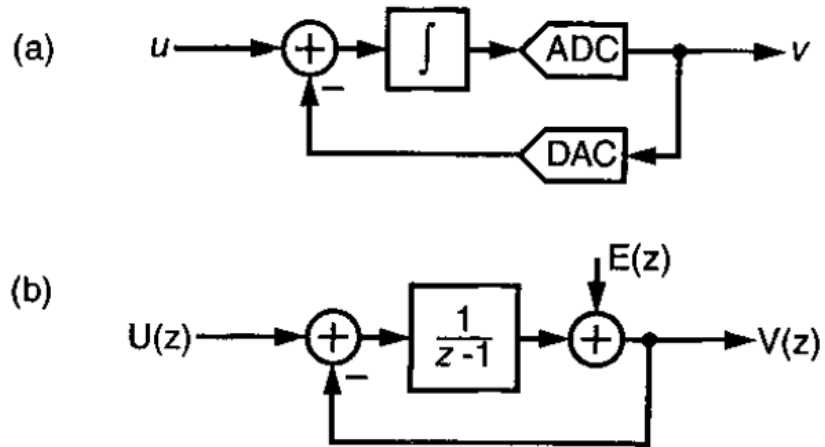 (a) u + ∫ ADC v
−
DAC
(b) E(z)
U(z) + 1 + V(z)
z -1
−